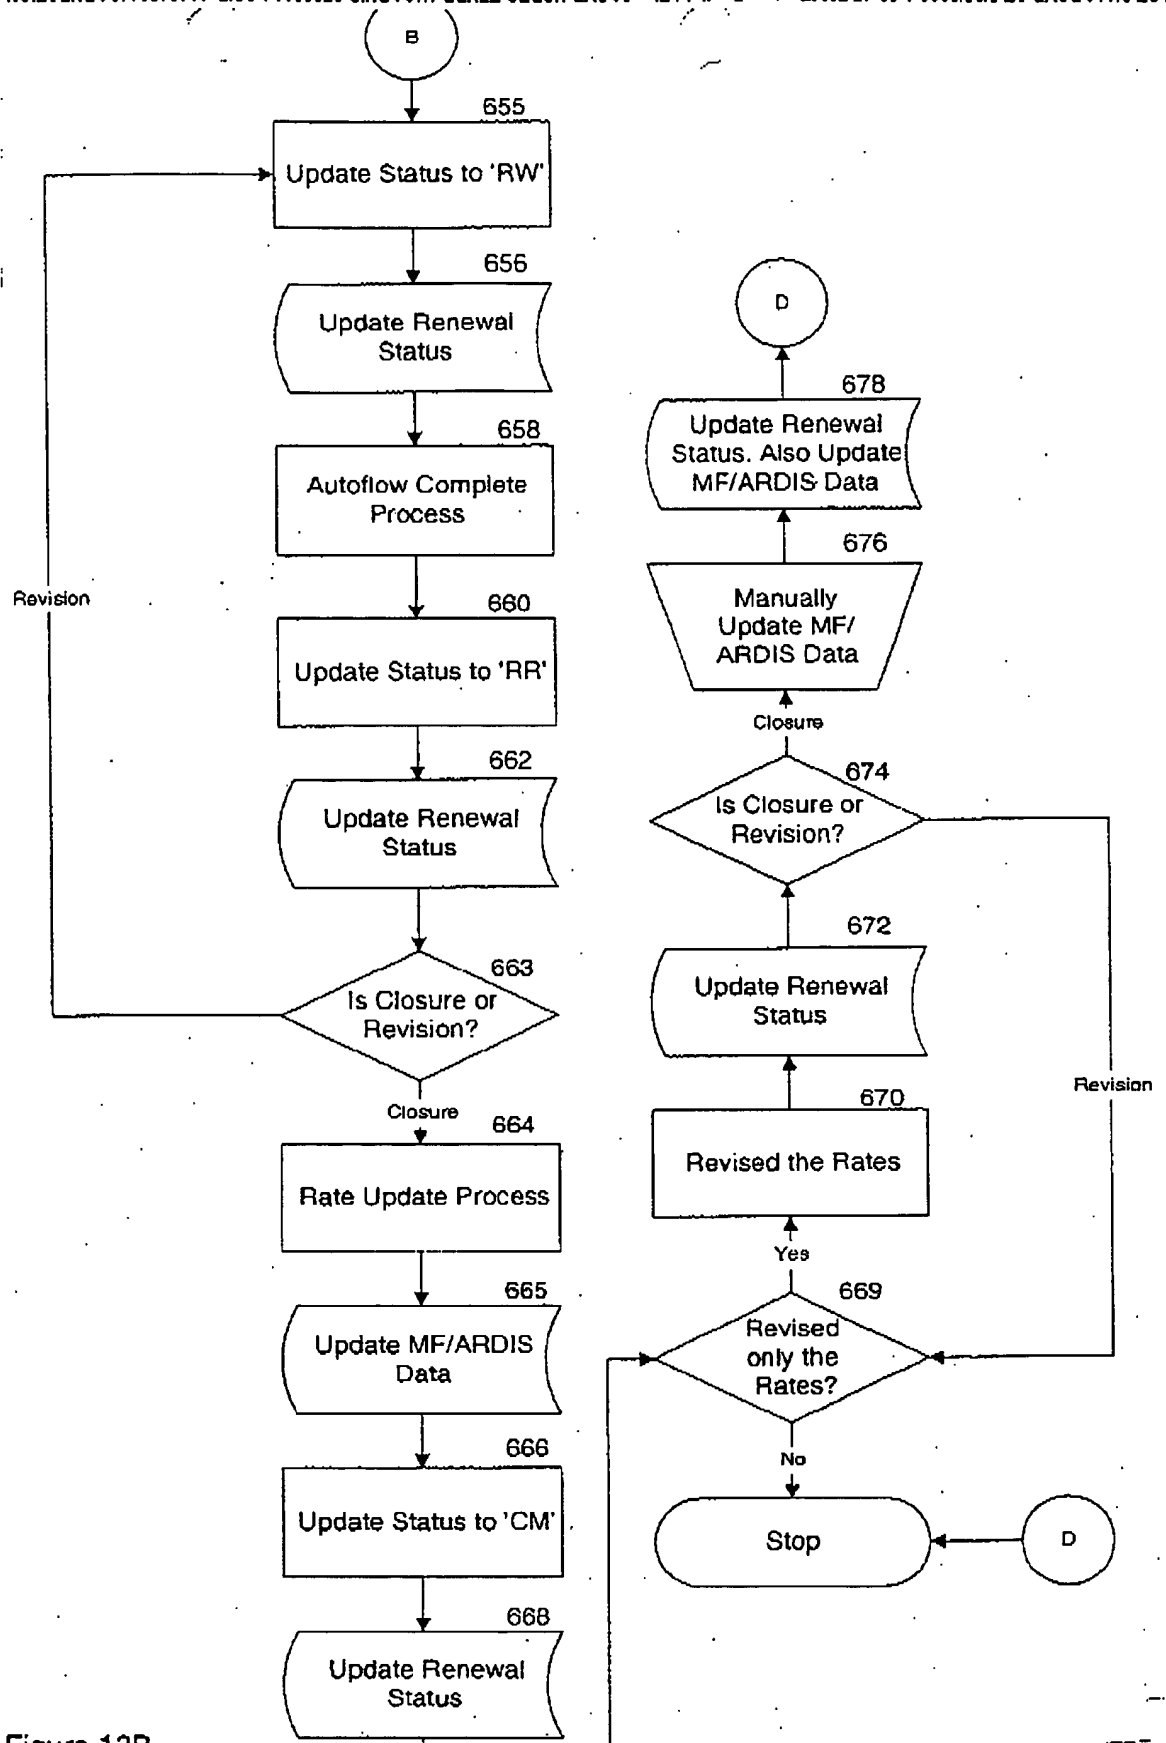 B
655
Update Status to 'RW'
656
Update Renewal
Status
658
Autoflow Complete
Process
Revision
660
Update Status to 'RR'
662
Update Renewal
Status
663
Is Closure or
Revision?
Closure
664
Rate Update Process
665
Update MF/ARDIS
Data
666
Update Status to 'CM'
668
Update Renewal
Status
D
678
Update Renewal
Status. Also Update
MF/ARDIS Data
676
Manually
Update MF/
ARDIS Data
Closure
674
Is Closure or
Revision?
672
Update Renewal
Status
Revision
670
Revised the Rates
Yes
669
Revised
only the
Rates?
No
Stop
D